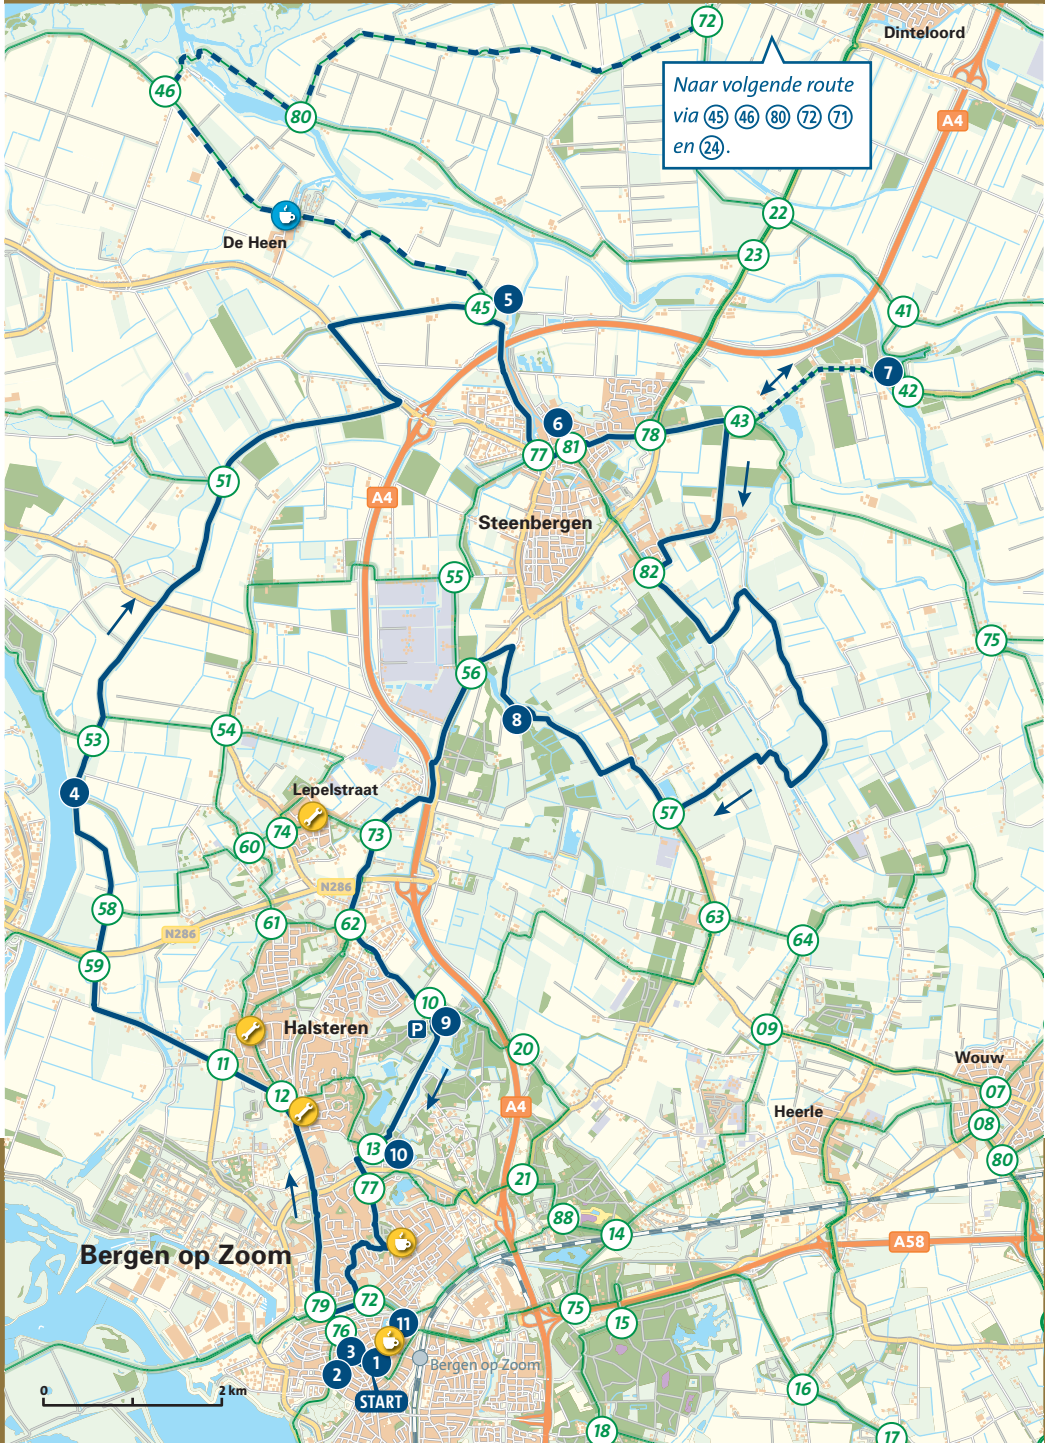 72
Dinteloord
46
80
Naar volgende route
via 45 46 80 72 71
en 24.
A4
22
De Heen
23
45
5
41
7
42
6
43
78
81
77
51
A4
Steenbergen
82
55
75
56
8
54
53
4
Lepelstraat
57
74
73
60
N286
58
61
62
63
N286
64
59
10
P
9
Halsteren
09
20
Wouw
11
07
12
A4
Heerle
08
13
10
80
77
21
88
14
Bergen op Zoom
A58
79
72
75
11
15
76
3
1
Bergen op Zoom
2
START
16
0
2 km
18
17